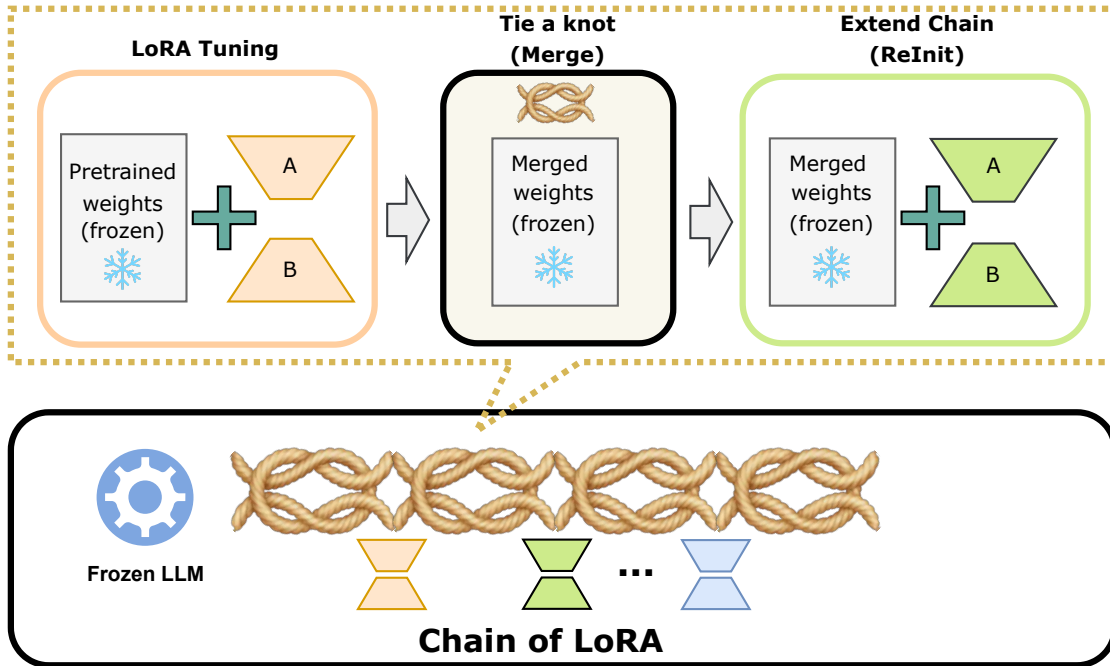 LoRA Tuning
Tie a knot
(Merge)
Extend Chain
(ReInit)
Pretrained
weights
(frozen)
A
B
Merged
weights
(frozen)
Merged
weights
(frozen)
A
B
Frozen LLM
...
Chain of LoRA